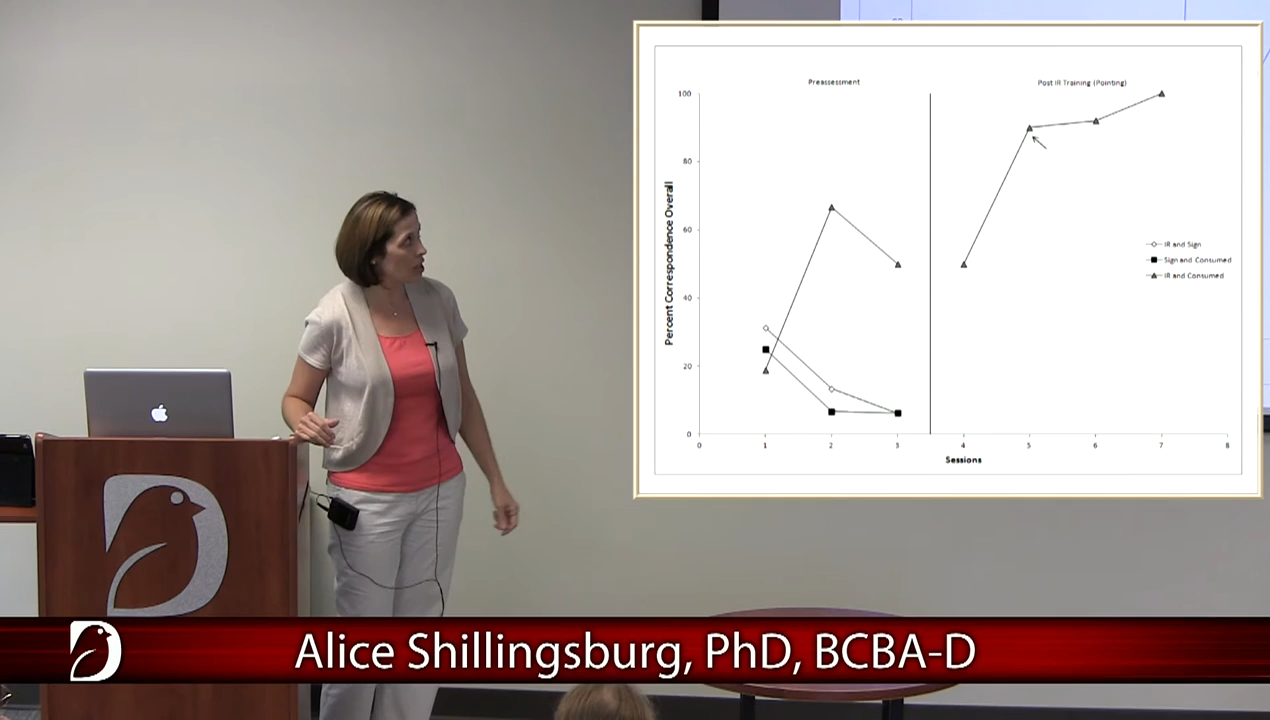 Preassessment
Post IR Training (Pointing)
100
80
60
40
20
0
Percent Correspondence Overall
IR and Sign
Sign and Consumed
IR and Consumed
0 1 2 3 4 5 6 7 8
Sessions
Alice Shillingsburg, PhD, BCBA-D